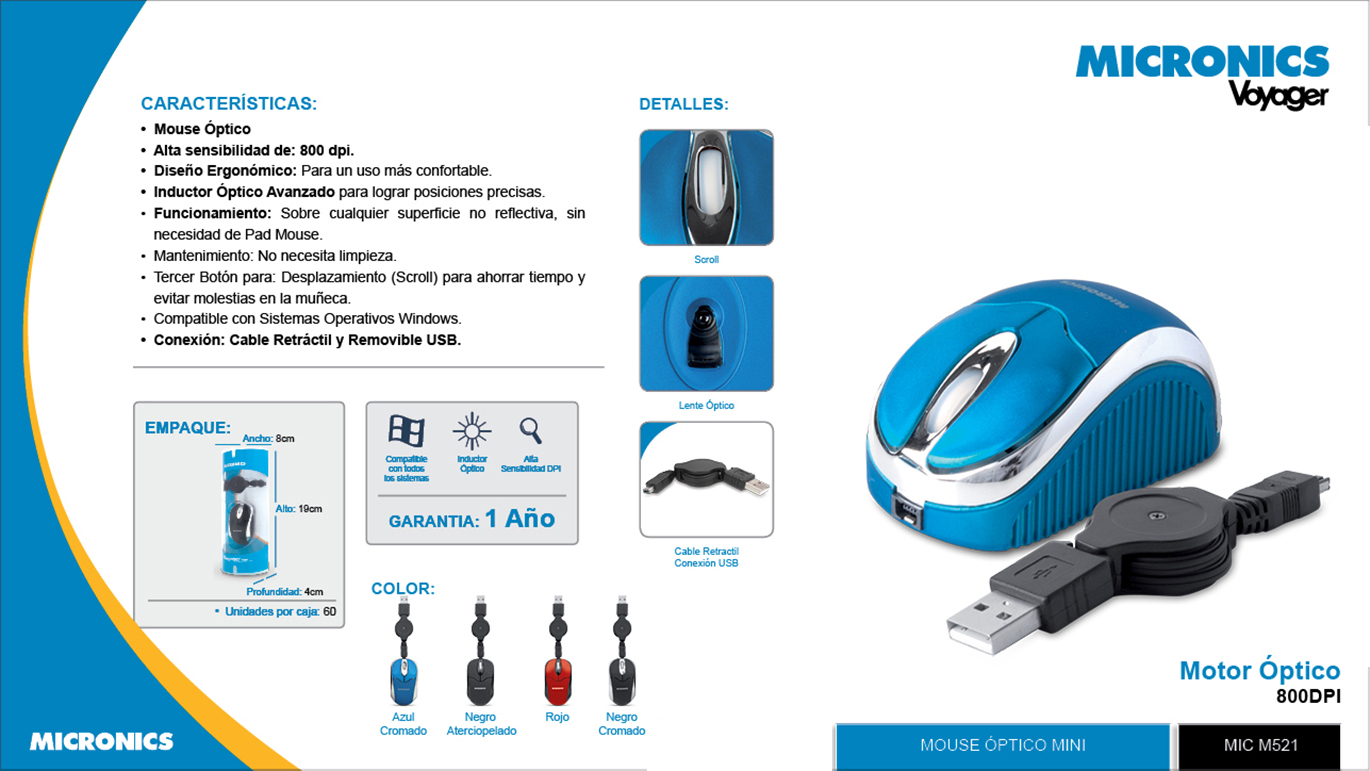 MICRONICS
Voyager
CARACTERÍSTICAS:
• Mouse Óptico
• Alta sensibilidad de: 800 dpi.
• Diseño Ergonómico: Para un uso más confortable.
• Inductor Óptico Avanzado para lograr posiciones precisas.
• Funcionamiento: Sobre cualquier superficie no reflectiva, sin
necesidad de Pad Mouse.
• Mantenimiento: No necesita limpieza.
• Tercer Botón para: Desplazamiento (Scroll) para ahorrar tiempo y
evitar molestias en la muñeca.
• Compatible con Sistemas Operativos Windows.
• Conexión: Cable Retráctil y Removible USB.
EMPAQUE:
Ancho: 8cm
Alto: 19cm
Profundidad: 4cm
• Unidades por caja: 60
Compatible
con todos
los sistemas
Inductor
Óptico
Alta
Sensibilidad DPI
GARANTIA: 1 Año
COLOR:
Azul
Cromado
Negro
Aterciopelado
Rojo
Negro
Cromado
DETALLES:
Scroll
Lente Óptico
Cable Retractil
Conexión USB
MICRONICS
Motor Óptico
800DPI
MOUSE ÓPTICO MINI
MIC M521
MICRONICS